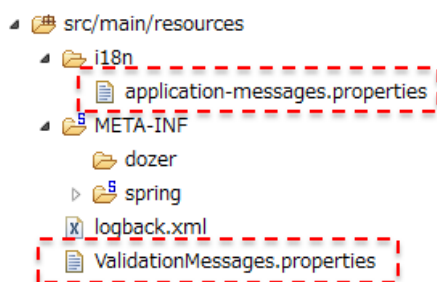 src/main/resources
i18n
application-messages.properties
META-INF
dozer
spring
logback.xml
ValidationMessages.properties